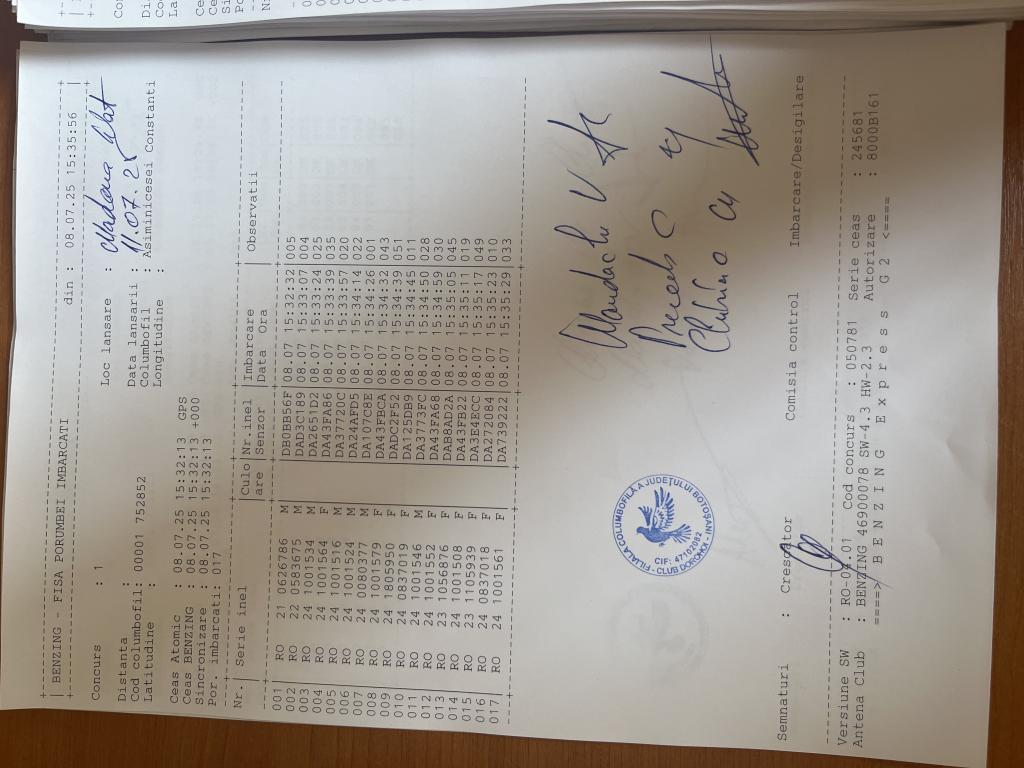 BENZING - FISA PORUMBEI IMBARCATI din : 08.07.25 15:35:56
Concurs : 1 Loc lansare :
Distanta : Data lansarii : 11.07.25
Cod columbofil: 00001 752852 Columbofil : Asiminicesei Constanti
Latitudine : Longitudine :
Ceas Atomic : 08.07.25 15:32:13 GPS
Ceas BENZING : 08.07.25 15:32:13 +000
Sincronizare : 08.07.25 15:32:13
Por. imbarcati: 017
Nr.| Serie inel |Culo|Nr.inel |Imbarcare | Observatii
are |Senzor |Data Ora
001 RO 21 0626786 M DB0BB56F 08.07 15:32:32 005
002 RO 22 0583675 M DAD3C189 08.07 15:33:07 004
003 RO 24 1001534 M DA2651D2 08.07 15:33:24 025
004 RO 24 1001564 F DA43FA86 08.07 15:33:39 035
005 RO 24 1001526 M DA37720C 08.07 15:33:57 020
006 RO 24 1001524 M DA24AFD5 08.07 15:34:14 022
007 RO 24 0080377 M DA107C8E 08.07 15:34:26 001
008 RO 24 1001579 F DA43FBCA 08.07 15:34:32 043
009 RO 24 1805950 F DADC2F52 08.07 15:34:39 051
010 RO 24 0837019 F DA125DB9 08.07 15:34:45 011
011 RO 24 1001546 M DA3773FC 08.07 15:34:50 028
012 RO 24 1001552 F DA43FA68 08.07 15:34:59 030
013 RO 23 1056876 F DAB8AD2A 08.07 15:35:05 045
014 RO 24 1001508 F DA43FB22 08.07 15:35:11 019
015 RO 23 1105939 F DA3E4ECC 08.07 15:35:17 049
016 RO 24 0837018 F DA272084 08.07 15:35:23 010
017 RO 24 1001561 F DA739222 08.07 15:35:29 033
FILIALA COLUMBOFILĂ A JUDEȚULUI BOTOȘANI
CIF: 47102082
- CLUB DOROHOI -
Semnaturi : Crescator Comisia control Imbarcare/Desigilare
Versiune SW : RO-04.01 Cod concurs : 050781 Serie ceas : 245681
Antena Club : BENZING 46900078 SW-4.3 HW-2.3 Autorizare : 8000B161
====> B E N Z I N G E x p r e s s G 2 <====